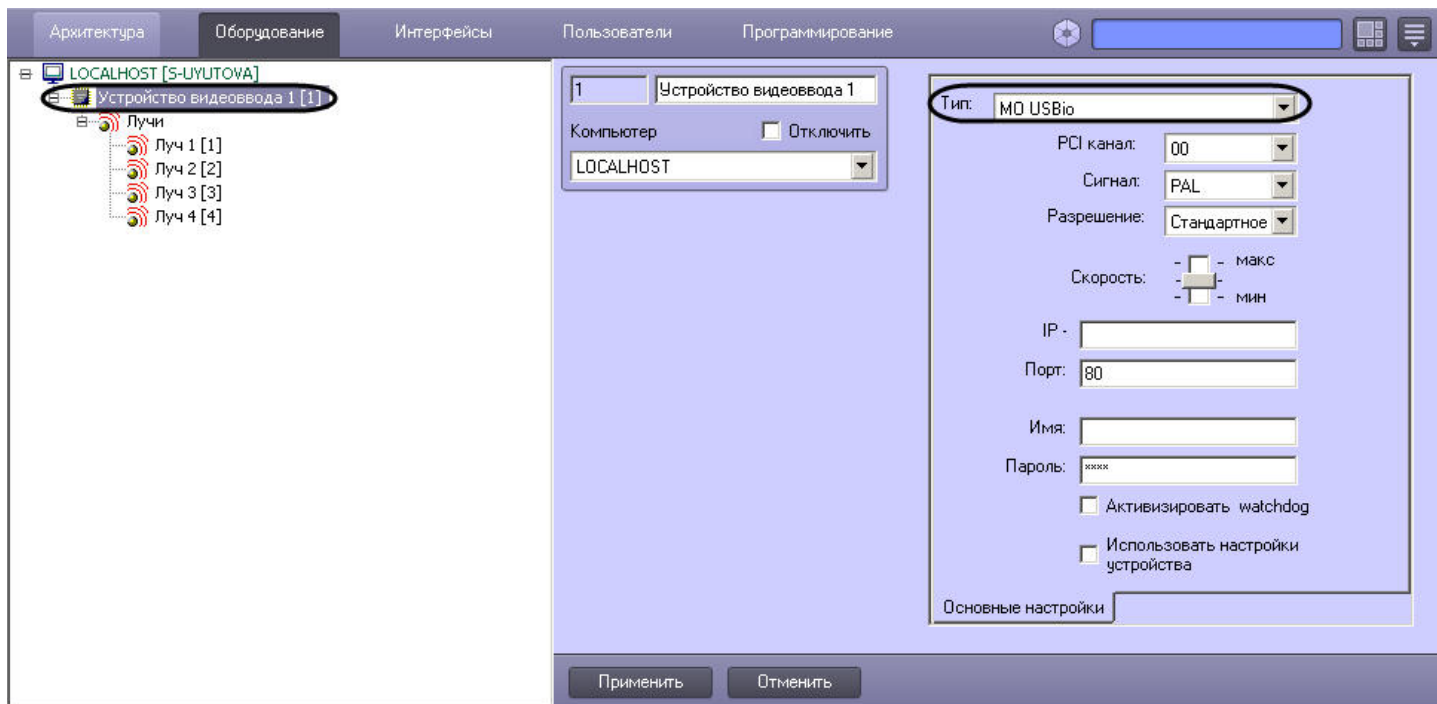 Архитектура Оборудование Интерфейсы Пользователи Программирование
LOCALHOST [S-UYUTOVA]
Устройство видеоввода 1 [1]
Лучи
Луч 1 [1]
Луч 2 [2]
Луч 3 [3]
Луч 4 [4]
1 Устройство видеоввода 1
Компьютер Отключить
LOCALHOST
Тип: MO USBio
PCI канал: 00
Сигнал: PAL
Разрешение: Стандартное
Скорость:
- - макс
- -
- - мин
IP -
Порт: 80
Имя:
Пароль: ****
Активизировать watchdog
Использовать настройки
устройства
Основные настройки
Применить Отменить